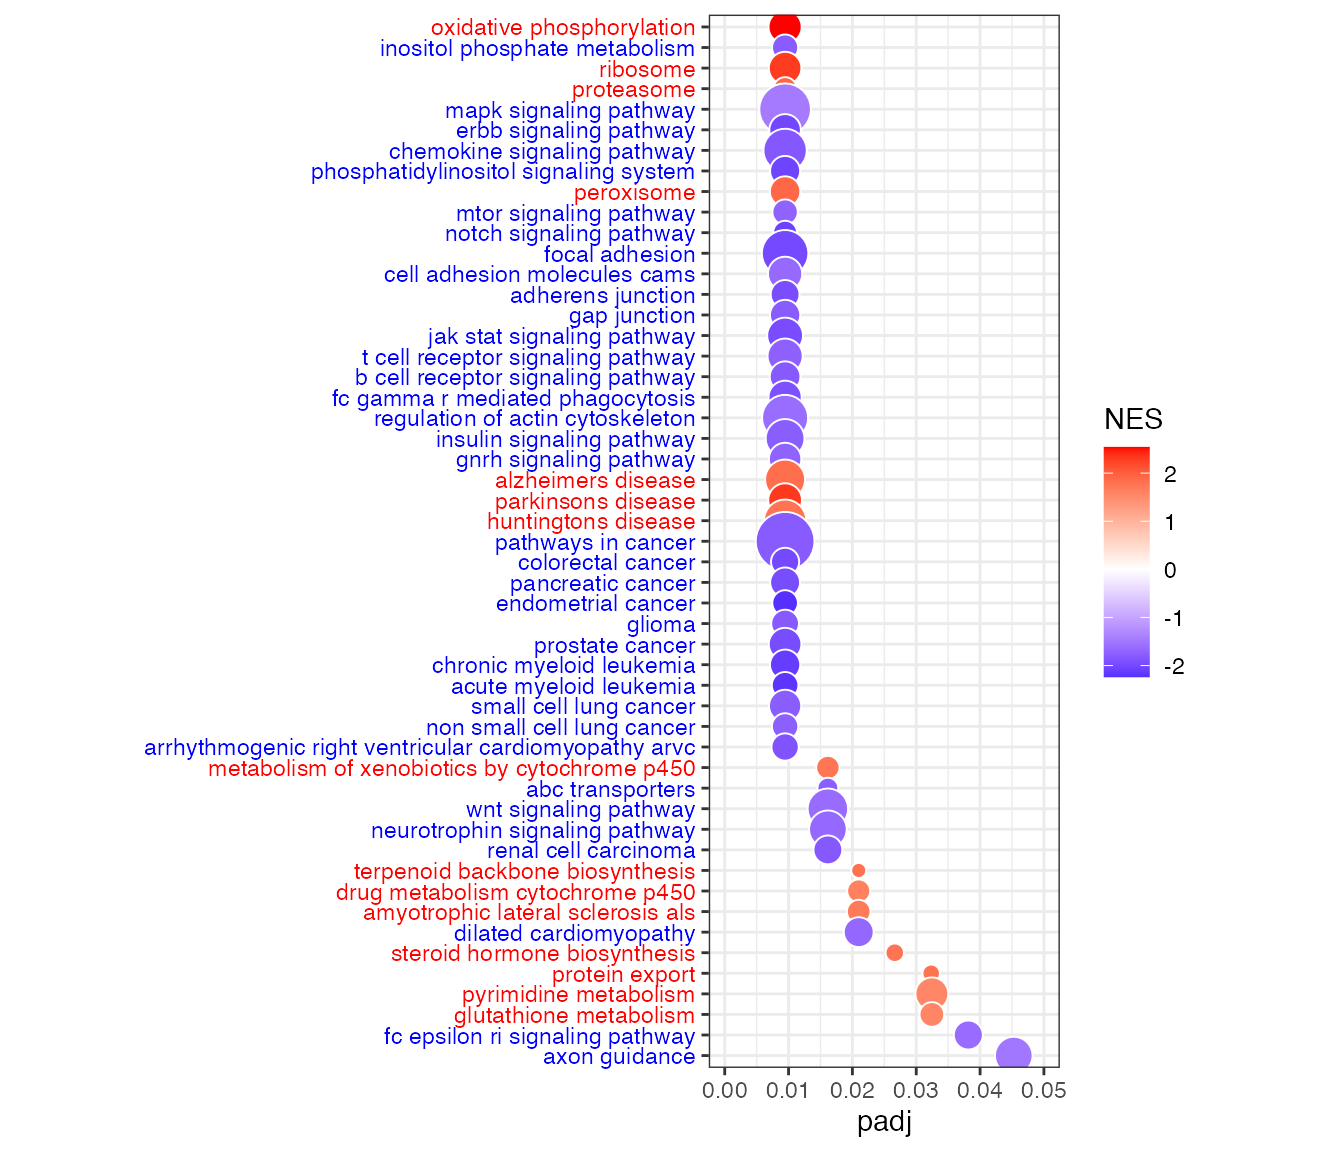 oxidative phosphorylation
inositol phosphate metabolism
ribosome
proteasome
mapk signaling pathway
erbb signaling pathway
chemokine signaling pathway
phosphatidylinositol signaling system
peroxisome
mtor signaling pathway
notch signaling pathway
focal adhesion
cell adhesion molecules cams
adherens junction
gap junction
jak stat signaling pathway
t cell receptor signaling pathway
b cell receptor signaling pathway
fc gamma r mediated phagocytosis
regulation of actin cytoskeleton
insulin signaling pathway
gnrh signaling pathway
alzheimers disease
parkinsons disease
huntingtons disease
pathways in cancer
colorectal cancer
pancreatic cancer
endometrial cancer
glioma
prostate cancer
chronic myeloid leukemia
acute myeloid leukemia
small cell lung cancer
non small cell lung cancer
arrhythmogenic right ventricular cardiomyopathy arvc
metabolism of xenobiotics by cytochrome p450
abc transporters
wnt signaling pathway
neurotrophin signaling pathway
renal cell carcinoma
terpenoid backbone biosynthesis
drug metabolism cytochrome p450
amyotrophic lateral sclerosis als
dilated cardiomyopathy
steroid hormone biosynthesis
protein export
pyrimidine metabolism
glutathione metabolism
fc epsilon ri signaling pathway
axon guidance
0.00 0.01 0.02 0.03 0.04 0.05
padj
NES
2
1
0
-1
-2